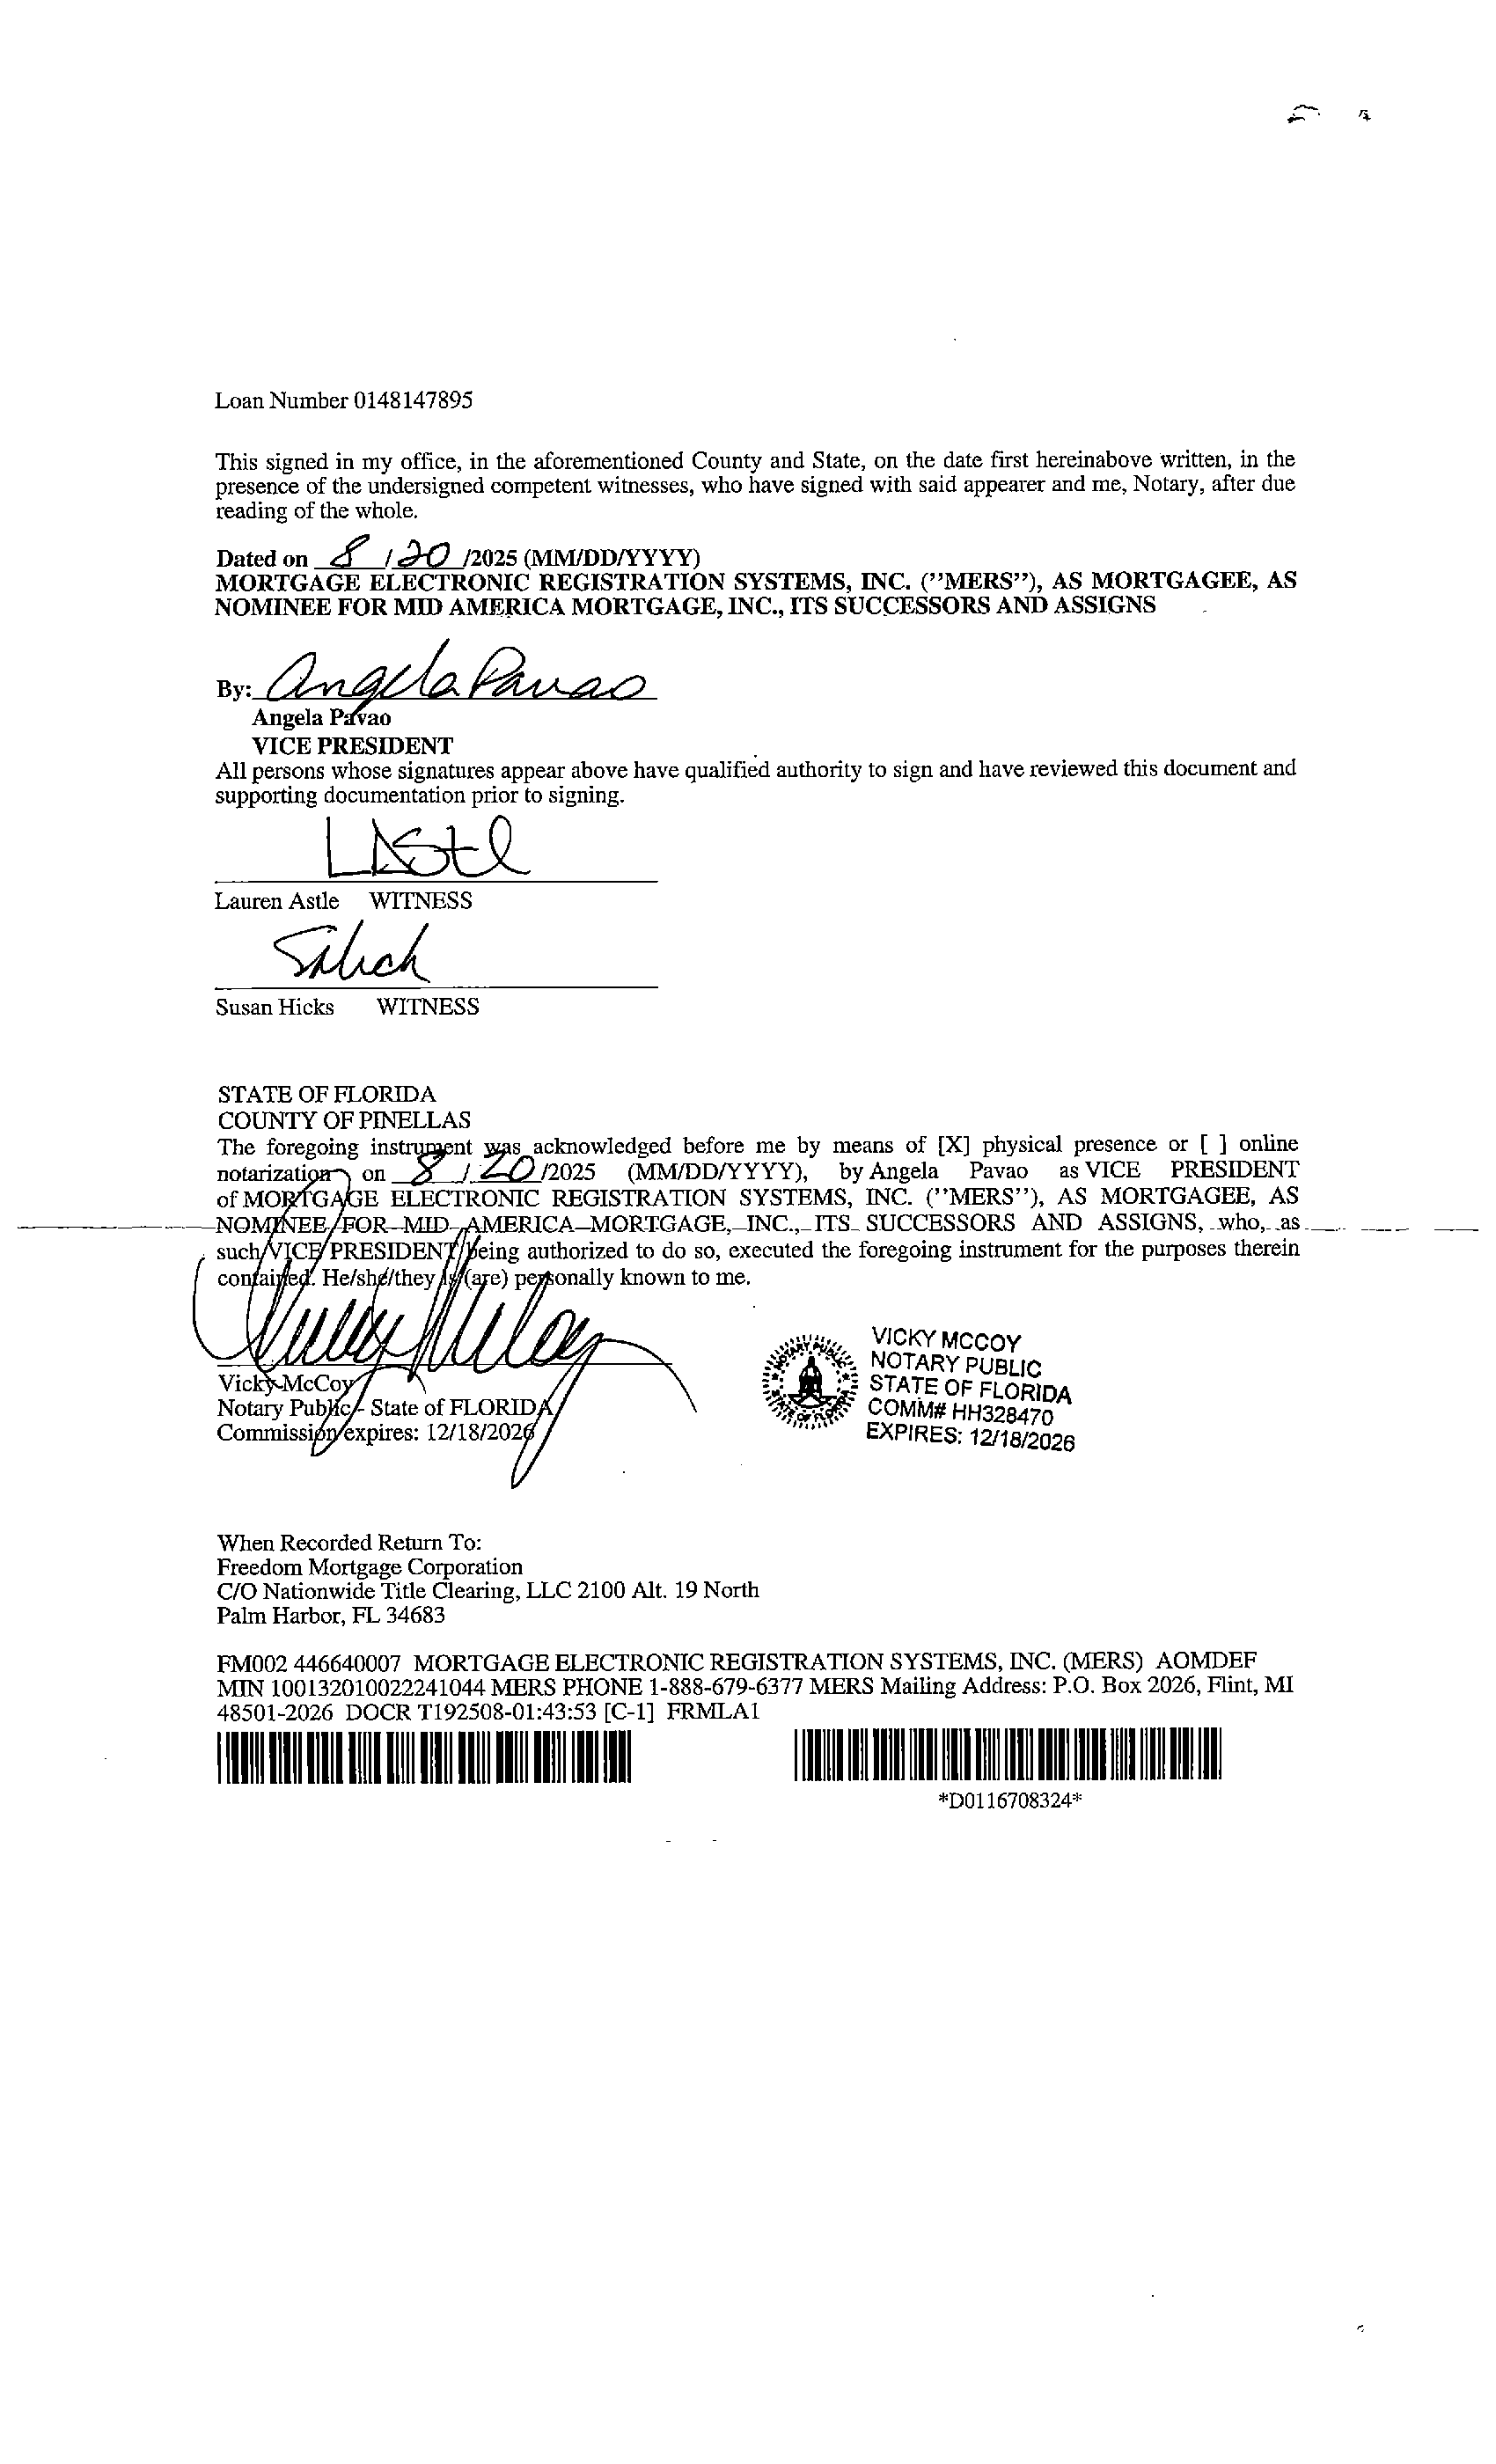 Loan Number 0148147895
This signed in my office, in the aforementioned County and State, on the date first hereinabove written, in the
presence of the undersigned competent witnesses, who have signed with said appearer and me, Notary, after due
reading of the whole.
Dated on 8 / 20 /2025 (MM/DD/YYYY)
MORTGAGE ELECTRONIC REGISTRATION SYSTEMS, INC. ("MERS"), AS MORTGAGEE, AS
NOMINEE FOR MID AMERICA MORTGAGE, INC., ITS SUCCESSORS AND ASSIGNS
By: Angela Pavao
Angela Pavao
VICE PRESIDENT
All persons whose signatures appear above have qualified authority to sign and have reviewed this document and
supporting documentation prior to signing.
Lauren Astle WITNESS
Susan Hicks WITNESS
STATE OF FLORIDA
COUNTY OF PINELLAS
The foregoing instrument was acknowledged before me by means of [X] physical presence or [ ] online
notarization on 8 / 20 /2025 (MM/DD/YYYY), by Angela Pavao as VICE PRESIDENT
of MORTGAGE ELECTRONIC REGISTRATION SYSTEMS, INC. ("MERS"), AS MORTGAGEE, AS
NOMINEE FOR MID AMERICA MORTGAGE, INC., ITS SUCCESSORS AND ASSIGNS, who, as
such VICE PRESIDENT being authorized to do so, executed the foregoing instrument for the purposes therein
contained. He/she/they is (are) personally known to me.
Vicky McCoy
Notary Public - State of FLORIDA
Commission expires: 12/18/2026
NOTARY PUBLIC
STATE OF FLORIDA
VICKY MCCOY
NOTARY PUBLIC
STATE OF FLORIDA
COMM# HH328470
EXPIRES: 12/18/2026
When Recorded Return To:
Freedom Mortgage Corporation
C/O Nationwide Title Clearing, LLC 2100 Alt. 19 North
Palm Harbor, FL 34683
FM002 446640007 MORTGAGE ELECTRONIC REGISTRATION SYSTEMS, INC. (MERS) AOMDEF
MIN 100132010022241044 MERS PHONE 1-888-679-6377 MERS Mailing Address: P.O. Box 2026, Flint, MI
48501-2026 DOCR T192508-01:43:53 [C-1] FRMLA1
*D0116708324*